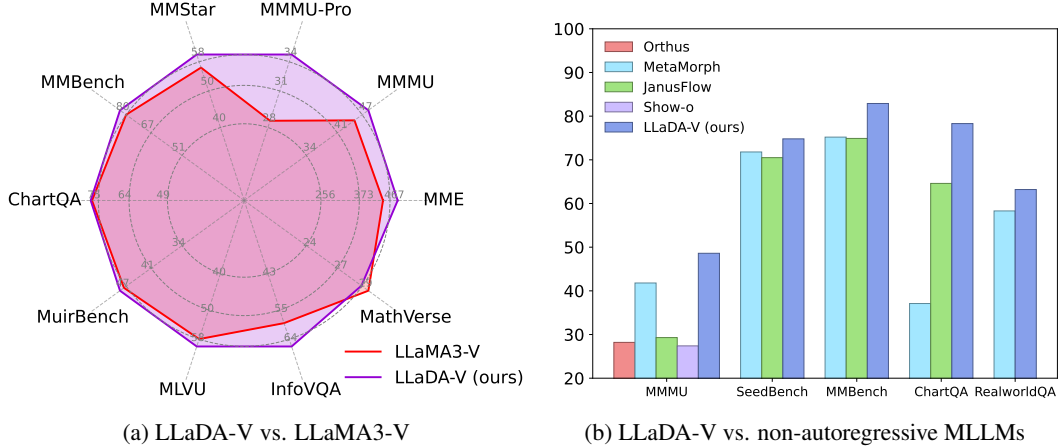 MMStar
MMMU-Pro
MMBench
MMMU
ChartQA
MME
MuirBench
MathVerse
MLVU
InfoVQA
58
50
40
34
31
28
47
41
34
67
51
64
49
256
373
467
34
41
24
27
40
50
58
43
55
64
LLaMA3-V
LLaDA-V (ours)
(a) LLaDA-V vs. LLaMA3-V
100
90
80
70
60
50
40
30
20
Orthus
MetaMorph
JanusFlow
Show-o
LLaDA-V (ours)
MMMU
SeedBench
MMBench
ChartQA
RealworldQA
(b) LLaDA-V vs. non-autoregressive MLLMs